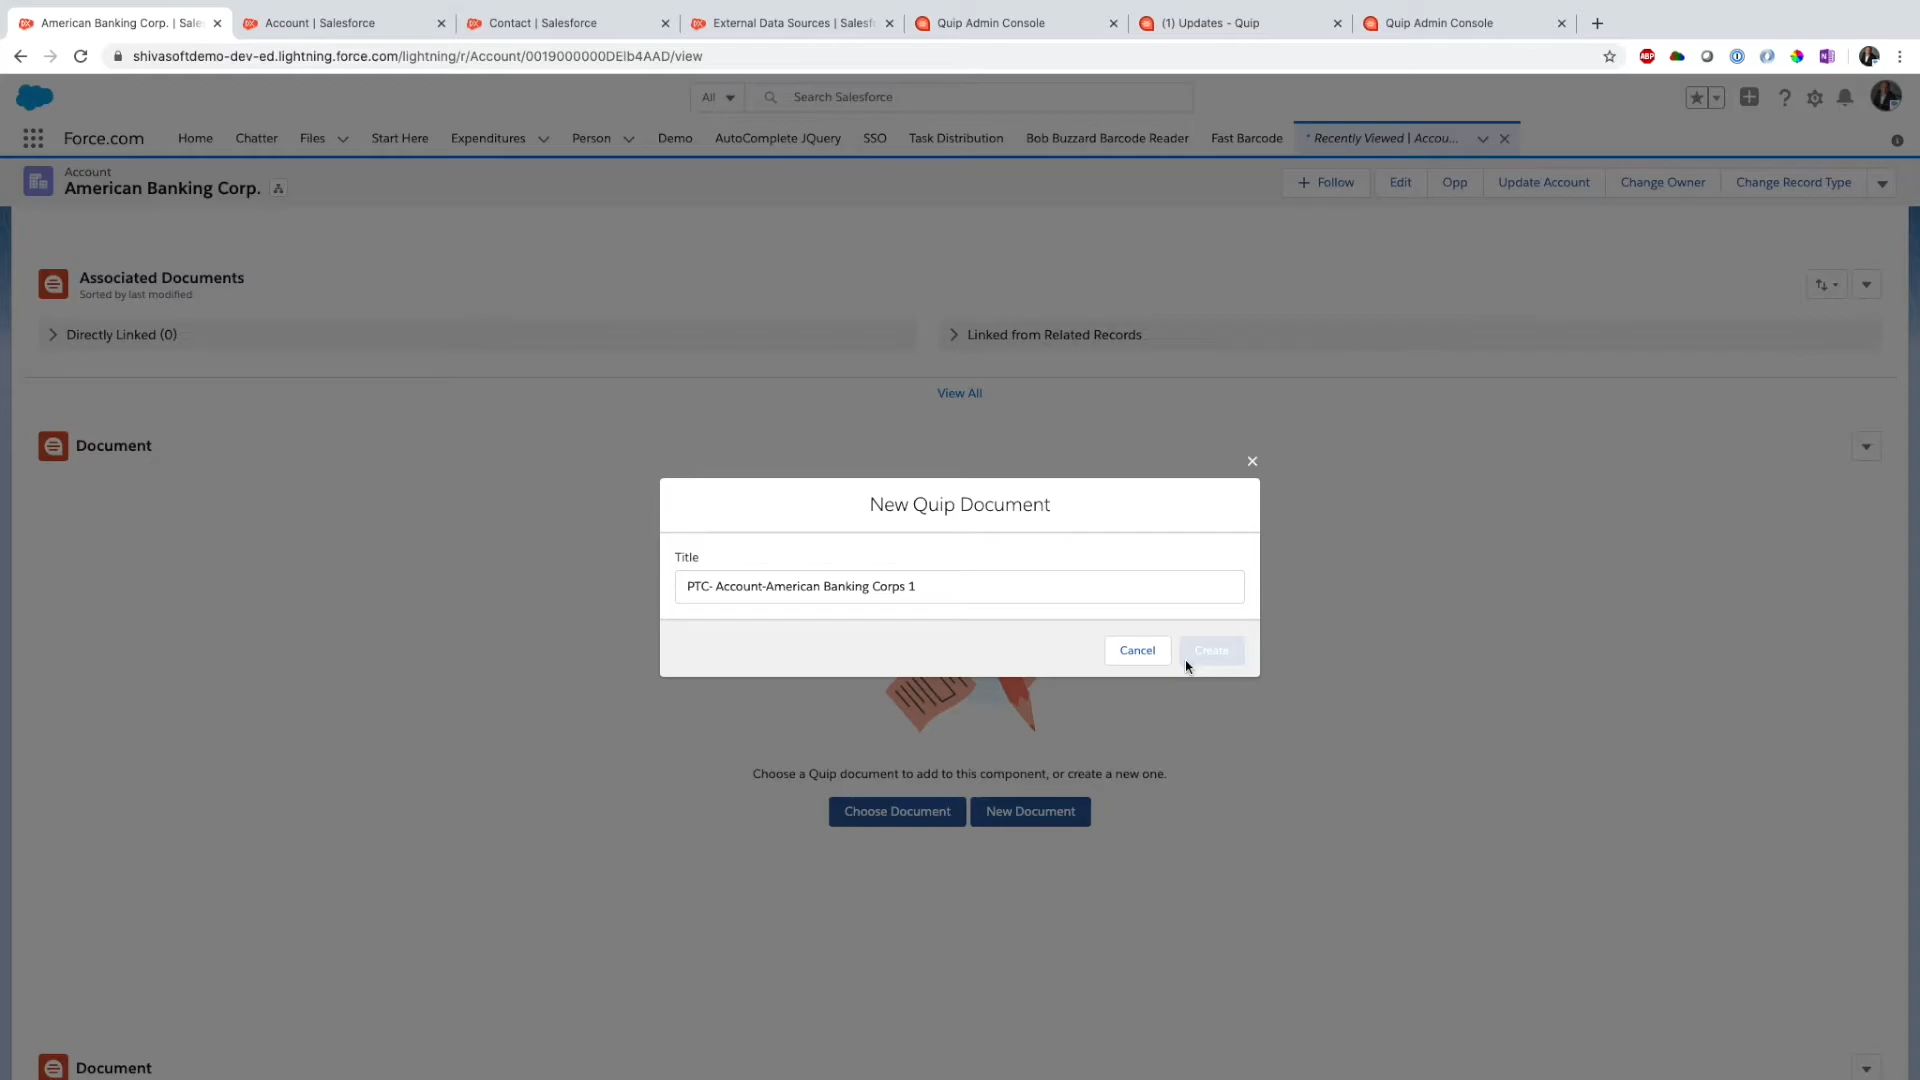 American Banking Corp. | Sale
Account | Salesforce
Contact | Salesforce
External Data Sources | Salesfo
Quip Admin Console
(1) Updates - Quip
Quip Admin Console
shivasoftdemo-dev-ed.lightning.force.com/lightning/r/Account/0019000000DElb4AAD/view
ABP
All
Search Salesforce
Force.com
Home
Chatter
Files
Start Here
Expenditures
Person
Demo
AutoComplete JQuery
SSO
Task Distribution
Bob Buzzard Barcode Reader
Fast Barcode
* Recently Viewed | Accou...
Account
American Banking Corp.
+ Follow
Edit
Opp
Update Account
Change Owner
Change Record Type
Associated Documents
Sorted by last modified
Directly Linked (0)
Linked from Related Records
View All
Document
New Quip Document
Title
PTC- Account-American Banking Corps 1
Cancel
Create
Choose a Quip document to add to this component, or create a new one.
Choose Document
New Document
Document